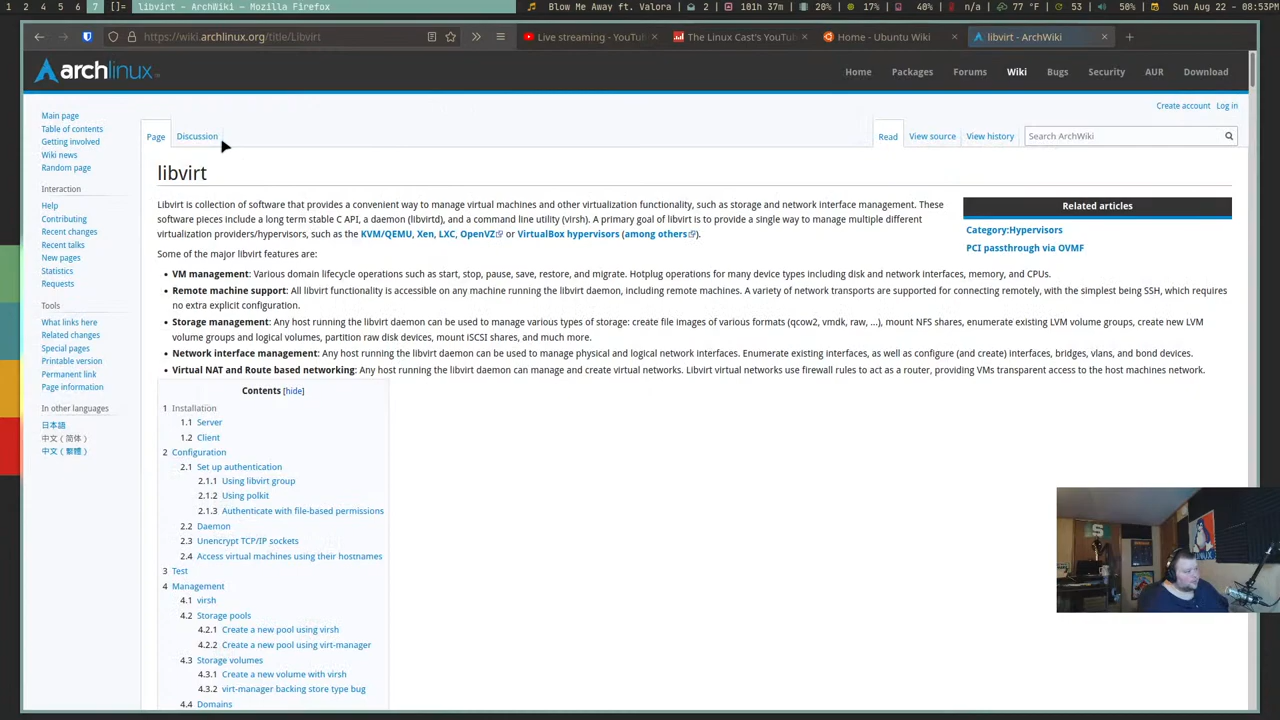 1 2 3 4 5 6 7 []= libvirt - ArchWiki - Mozilla Firefox Blow Me Away ft. Valora 2 101h 37m 20% 17% 40% n/a 77 °F 53 50% Sun Aug 22 - 08:53PM
https://wiki.archlinux.org/title/Libvirt Live streaming - YouTu The Linux Cast's YouTub Home - Ubuntu Wiki libvirt - ArchWiki
archlinux
Home Packages Forums Wiki Bugs Security AUR Download
Create account Log in
Page Discussion Read View source View history Search ArchWiki
Main page
Table of contents
Getting involved
Wiki news
Random page
Interaction
Help
Contributing
Recent changes
Recent talks
New pages
Statistics
Requests
Tools
What links here
Related changes
Special pages
Printable version
Permanent link
Page information
In other languages
日本語
中文（简体）
中文（繁體）
libvirt
Libvirt is collection of software that provides a convenient way to manage virtual machines and other virtualization functionality, such as storage and network interface management. These
software pieces include a long term stable C API, a daemon (libvirtd), and a command line utility (virsh). A primary goal of libvirt is to provide a single way to manage multiple different
virtualization providers/hypervisors, such as the KVM/QEMU, Xen, LXC, OpenVZ or VirtualBox hypervisors (among others).
Related articles
Category:Hypervisors
PCI passthrough via OVMF
Some of the major libvirt features are:
• VM management: Various domain lifecycle operations such as start, stop, pause, save, restore, and migrate. Hotplug operations for many device types including disk and network interfaces, memory, and CPUs.
• Remote machine support: All libvirt functionality is accessible on any machine running the libvirt daemon, including remote machines. A variety of network transports are supported for connecting remotely, with the simplest being SSH, which requires
no extra explicit configuration.
• Storage management: Any host running the libvirt daemon can be used to manage various types of storage: create file images of various formats (qcow2, vmdk, raw, ...), mount NFS shares, enumerate existing LVM volume groups, create new LVM
volume groups and logical volumes, partition raw disk devices, mount iSCSI shares, and much more.
• Network interface management: Any host running the libvirt daemon can be used to manage physical and logical network interfaces. Enumerate existing interfaces, as well as configure (and create) interfaces, bridges, vlans, and bond devices.
• Virtual NAT and Route based networking: Any host running the libvirt daemon can manage and create virtual networks. Libvirt virtual networks use firewall rules to act as a router, providing VMs transparent access to the host machines network.
Contents [hide]
1 Installation
1.1 Server
1.2 Client
2 Configuration
2.1 Set up authentication
2.1.1 Using libvirt group
2.1.2 Using polkit
2.1.3 Authenticate with file-based permissions
2.2 Daemon
2.3 Unencrypt TCP/IP sockets
2.4 Access virtual machines using their hostnames
3 Test
4 Management
4.1 virsh
4.2 Storage pools
4.2.1 Create a new pool using virsh
4.2.2 Create a new pool using virt-manager
4.3 Storage volumes
4.3.1 Create a new volume with virsh
4.3.2 virt-manager backing store type bug
4.4 Domains